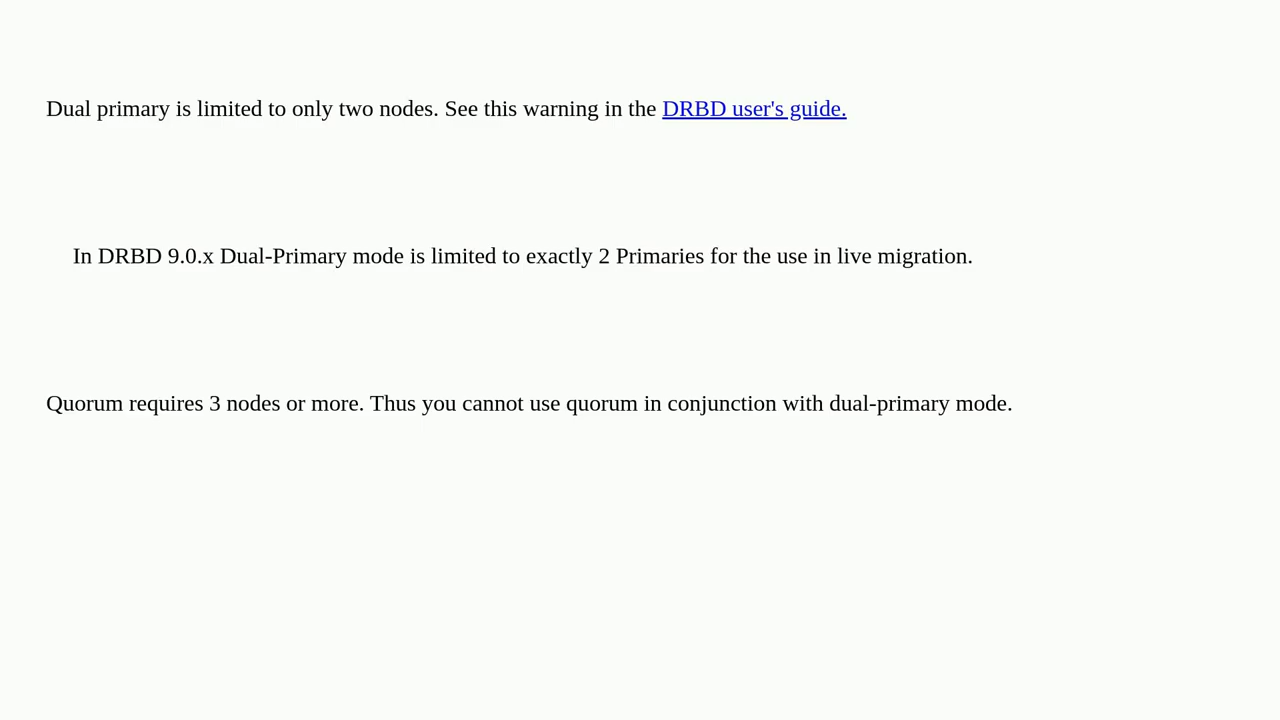 Dual primary is limited to only two nodes. See this warning in the DRBD user's guide.
In DRBD 9.0.x Dual-Primary mode is limited to exactly 2 Primaries for the use in live migration.
Quorum requires 3 nodes or more. Thus you cannot use quorum in conjunction with dual-primary mode.